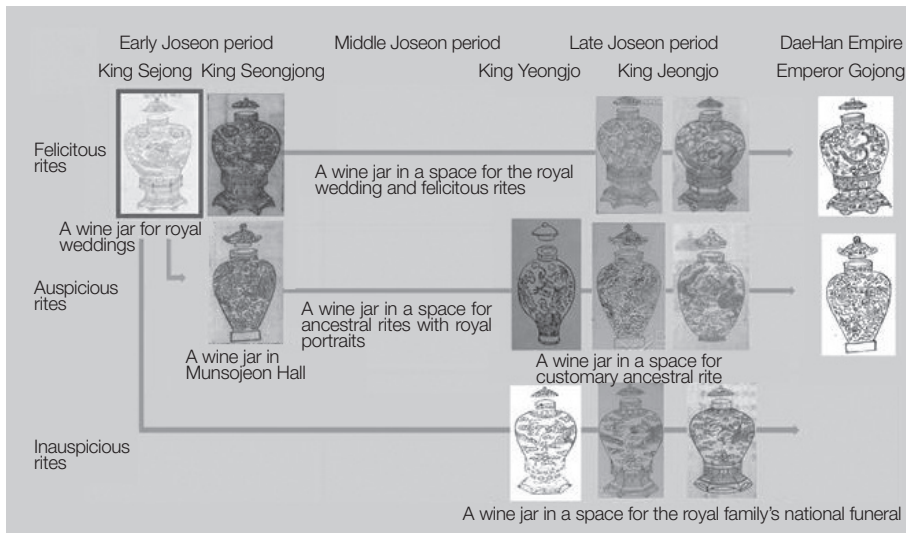 Early Joseon period
Middle Joseon period
Late Joseon period
DaeHan Empire
King Sejong
King Seongjong
King Yeongjo
King Jeongjo
Emperor Gojong
Felicitous
rites
A wine jar in a space for the royal
wedding and felicitous rites
A wine jar for royal
weddings
Auspicious
rites
A wine jar in a space for
ancestral rites with royal
portraits
A wine jar in
Munsojeon Hall
A wine jar in a space for
customary ancestral rite
Inauspicious
rites
A wine jar in a space for the royal family's national funeral